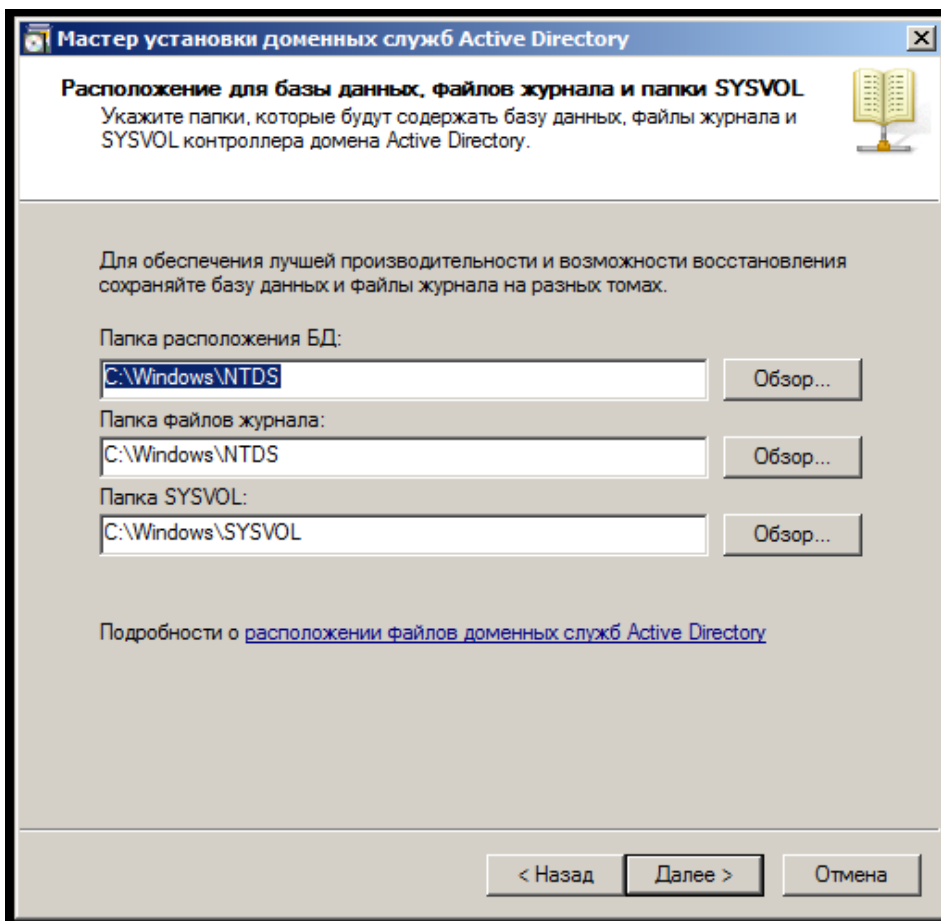 Мастер установки доменных служб Active Directory
Расположение для базы данных, файлов журнала и папки SYSVOL
Укажите папки, которые будут содержать базу данных, файлы журнала и
SYSVOL контроллера домена Active Directory.
Для обеспечения лучшей производительности и возможности восстановления
сохраняйте базу данных и файлы журнала на разных томах.
Папка расположения БД:
C:\Windows\NTDS
Обзор...
Папка файлов журнала:
C:\Windows\NTDS
Обзор...
Папка SYSVOL:
C:\Windows\SYSVOL
Обзор...
Подробности о расположении файлов доменных служб Active Directory
< Назад
Далее >
Отмена